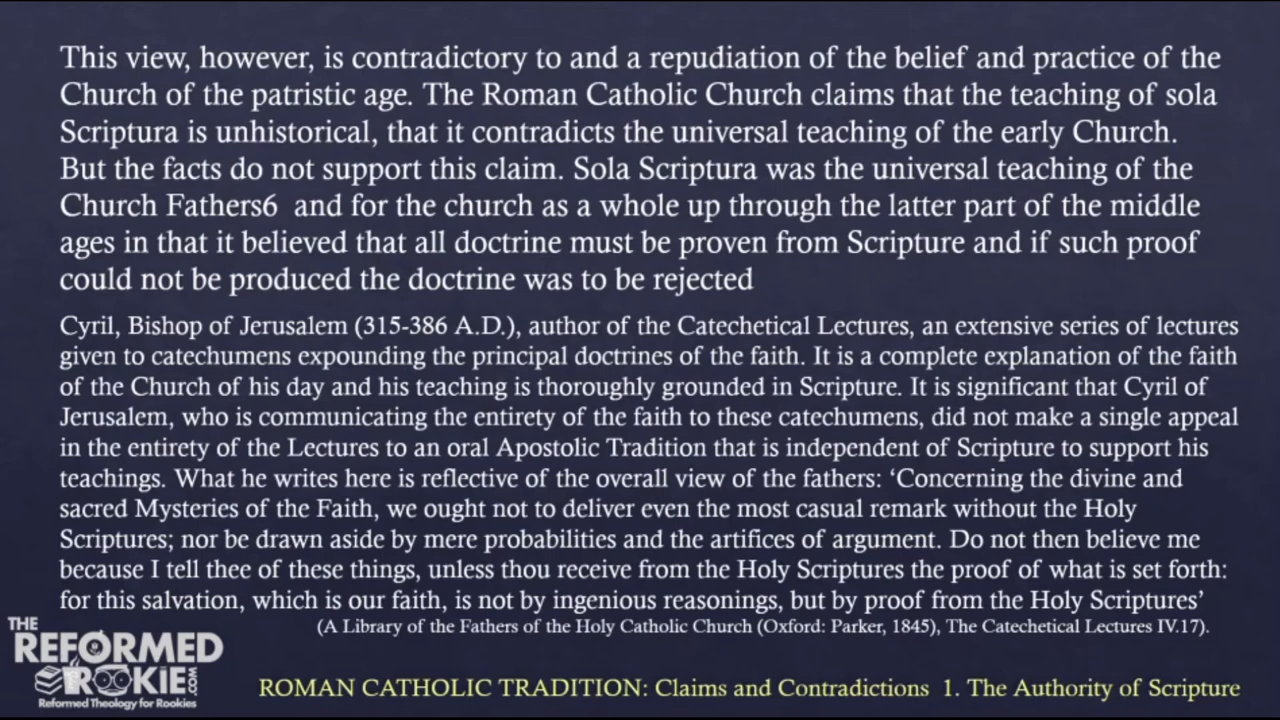 This view, however, is contradictory to and a repudiation of the belief and practice of the
Church of the patristic age. The Roman Catholic Church claims that the teaching of sola
Scriptura is unhistorical, that it contradicts the universal teaching of the early Church.
But the facts do not support this claim. Sola Scriptura was the universal teaching of the
Church Fathers6 and for the church as a whole up through the latter part of the middle
ages in that it believed that all doctrine must be proven from Scripture and if such proof
could not be produced the doctrine was to be rejected
Cyril, Bishop of Jerusalem (315-386 A.D.), author of the Catechetical Lectures, an extensive series of lectures
given to catechumens expounding the principal doctrines of the faith. It is a complete explanation of the faith
of the Church of his day and his teaching is thoroughly grounded in Scripture. It is significant that Cyril of
Jerusalem, who is communicating the entirety of the faith to these catechumens, did not make a single appeal
in the entirety of the Lectures to an oral Apostolic Tradition that is independent of Scripture to support his
teachings. What he writes here is reflective of the overall view of the fathers: ‘Concerning the divine and
sacred Mysteries of the Faith, we ought not to deliver even the most casual remark without the Holy
Scriptures; nor be drawn aside by mere probabilities and the artifices of argument. Do not then believe me
because I tell thee of these things, unless thou receive from the Holy Scriptures the proof of what is set forth:
for this salvation, which is our faith, is not by ingenious reasonings, but by proof from the Holy Scriptures’
(A Library of the Fathers of the Holy Catholic Church (Oxford: Parker, 1845), The Catechetical Lectures IV.17).
THE
REFORMED
ROOKIE.COM
Reformed Theology for Rookies
ROMAN CATHOLIC TRADITION: Claims and Contradictions 1. The Authority of Scripture